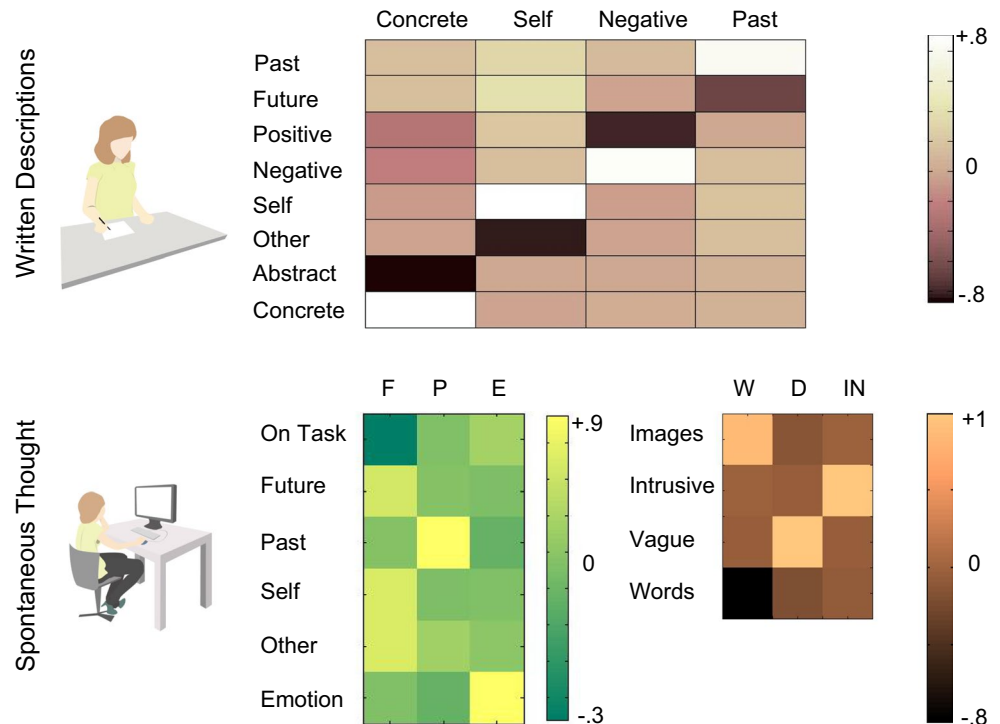 Concrete Self Negative Past
Written Descriptions
Past
Future
Positive
Negative
Self
Other
Abstract
Concrete
+.8
0
-.8
F P E
W D IN
Spontaneous Thought
On Task
Future
Past
Self
Other
Emotion
+.9
0
-.3
Images
Intrusive
Vague
Words
+1
0
-.8